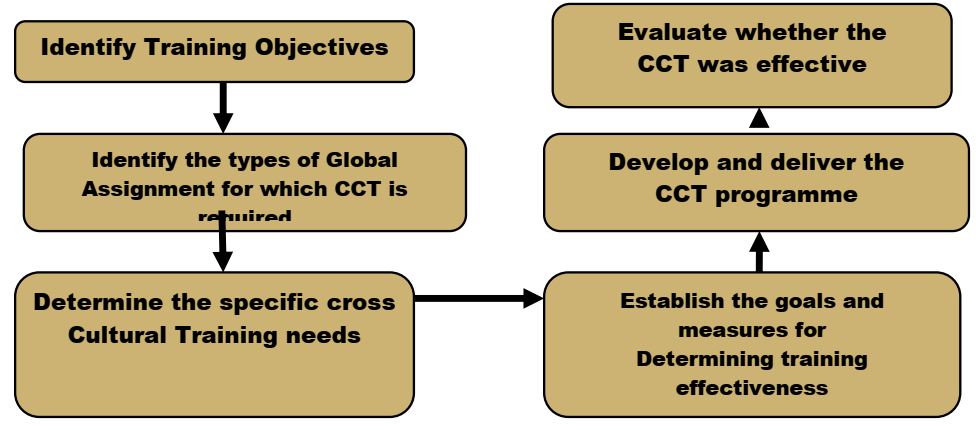 Identify Training Objectives
Identify the types of Global
Assignment for which CCT is
required
Determine the specific cross
Cultural Training needs
Establish the goals and
measures for
Determining training
effectiveness
Develop and deliver the
CCT programme
Evaluate whether the
CCT was effective